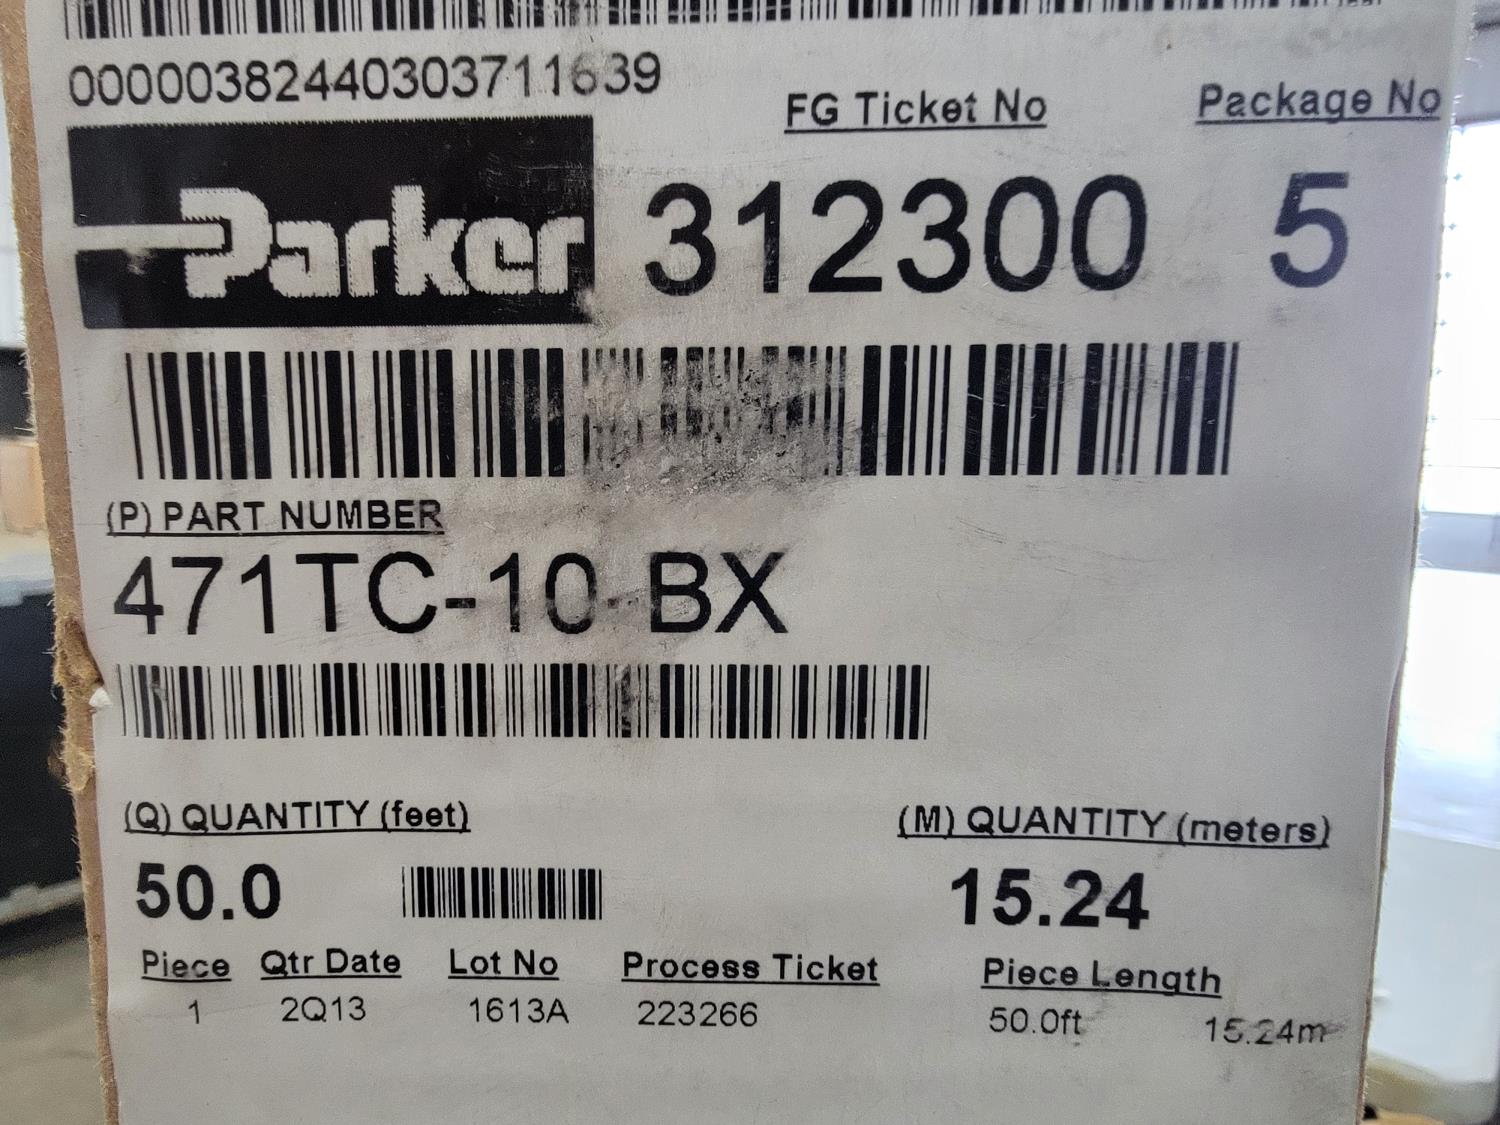 00000382440303711639
FG Ticket No
Package No
Parker
312300
5
(P) PART NUMBER
471TC-10-BX
(Q) QUANTITY (feet)
(M) QUANTITY (meters)
50.0
15.24
Piece Qtr Date Lot No Process Ticket Piece Length
1 2Q13 1613A 223266 50.0ft 15.24m